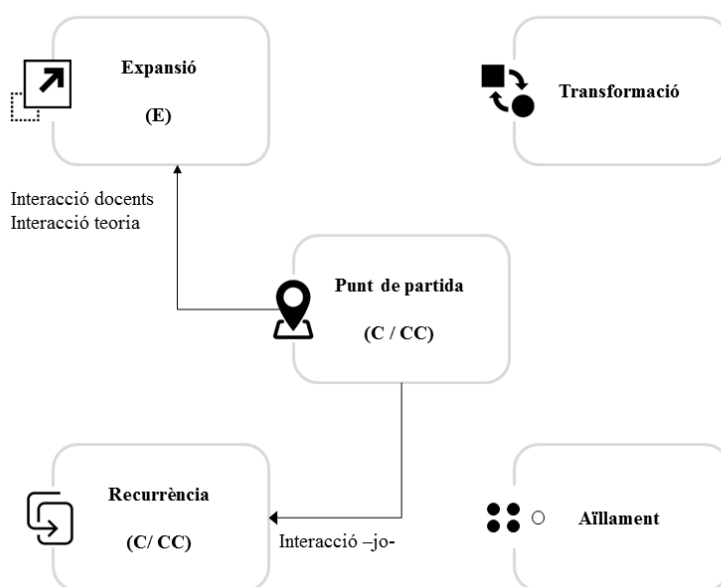 Expansió
(E)
Transformació
Interacció docents
Interacció teoria
Punt de partida
(C / CC)
Recurrència
(C/ CC)
Interacció –jo-
Aïllament